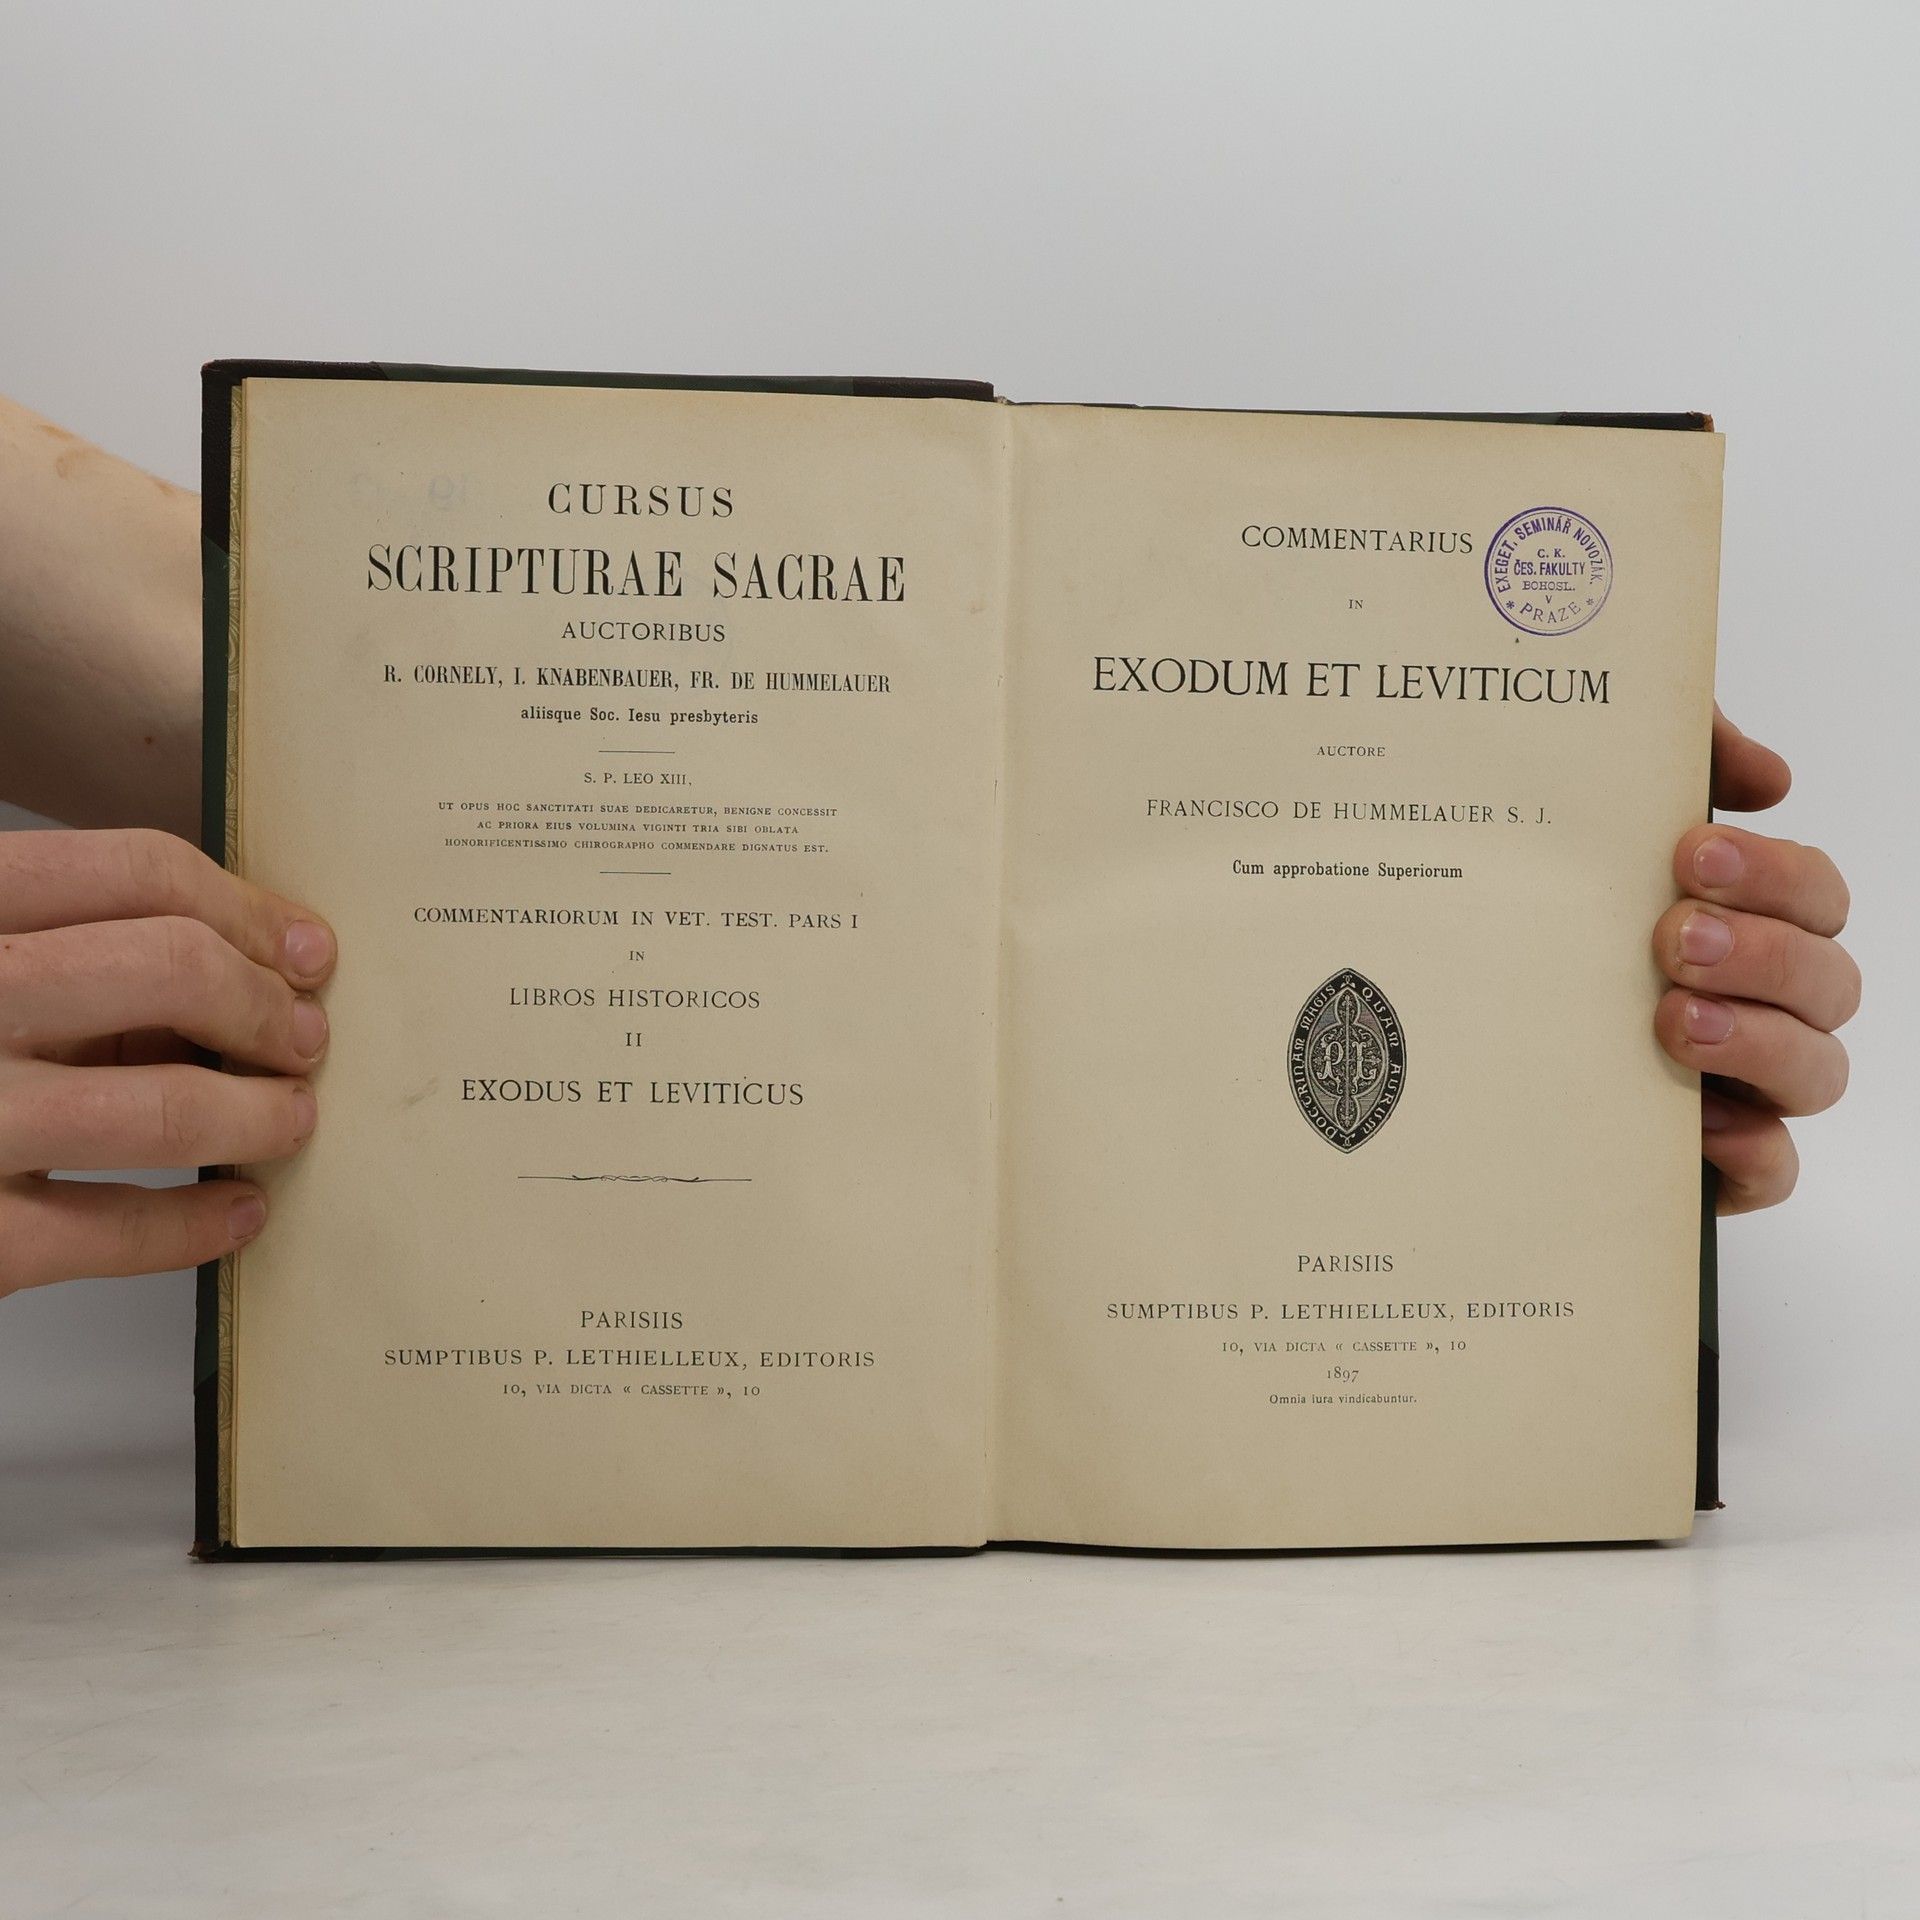 CURSUS
SCRIPTURAE SACRAE
AUCTORIBUS
R. CORNELY, I. KNABENBAUER, FR. DE HUMMELAUER
aliisque Soc. Iesu presbyteris
S. P. LEO XIII,
UT OPUS HOC SANCTITATI SUAE DEDICARETUR, BENIGNE CONCESSIT
AC PRIORA EIUS VOLUMINA VIGINTI TRIA SIBI OBLATA
HONORIFICENTISSIMO CHIROGRAPHO COMMENDARE DIGNATUS EST.
COMMENTARIORUM IN VET. TEST. PARS I
IN
LIBROS HISTORICOS
II
EXODUS ET LEVITICUS
PARISIIS
SUMPTIBUS P. LETHIELLEUX, EDITORIS
10, VIA DICTA « CASSETTE », 10
COMMENTARIUS
IN
EXODUM ET LEVITICUM
AUCTORE
FRANCISCO DE HUMMELAUER S. J.
Cum approbatione Superiorum
EXEGET. SEMINÁŘ NOVOZÁK.
C. K.
ČES. FAKULTY
BOHOSL.
V
* PRAZE *
DOCTRINAM MAGIS QUAM AURUM
PL
PARISIIS
SUMPTIBUS P. LETHIELLEUX, EDITORIS
10, VIA DICTA « CASSETTE », 10
1897
Omnia iura vindicabuntur.